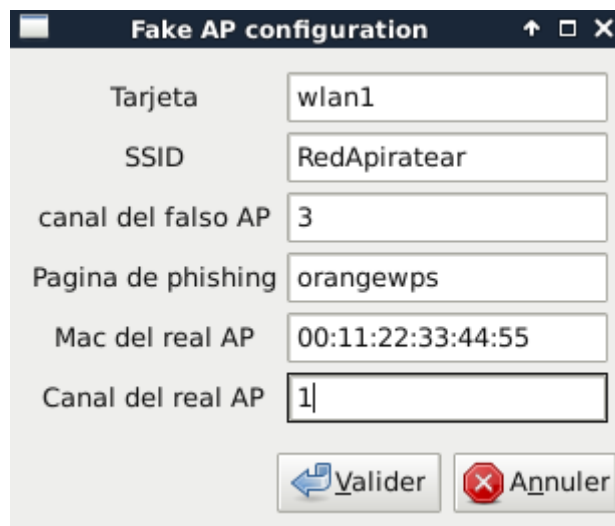 Fake AP configuration
Tarjeta wlan1
SSID RedApiratear
canal del falso AP 3
Pagina de phishing orangewps
Mac del real AP 00:11:22:33:44:55
Canal del real AP 1
Valider Annuler